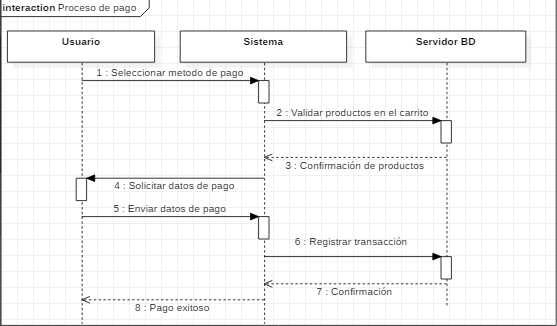 interaction Proceso de pago
Usuario
Sistema
Servidor BD
1 : Seleccionar metodo de pago
2 : Validar productos en el carrito
3 : Confirmación de productos
4 : Solicitar datos de pago
5 : Enviar datos de pago
6 : Registrar transacción
7 : Confirmación
8 : Pago exitoso